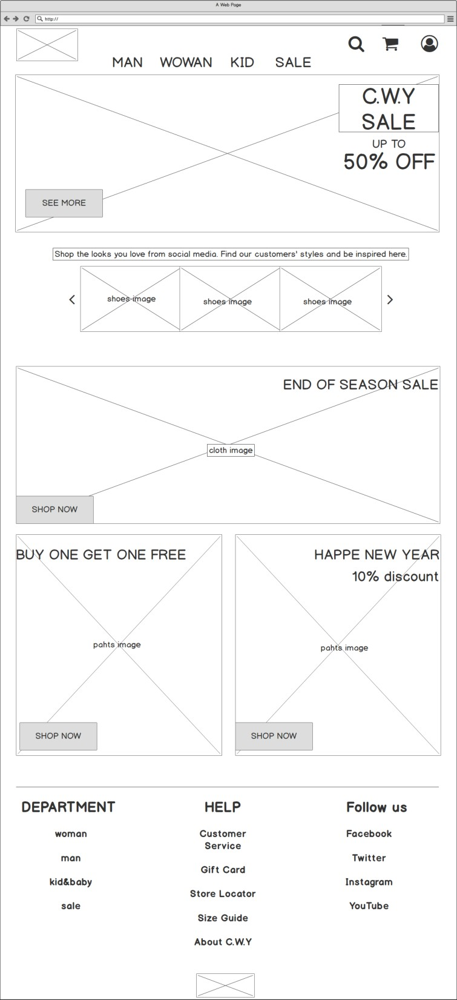 A Web Page
http://
MAN WOWAN KID SALE
C.W.Y
SALE
UP TO
50% OFF
SEE MORE
Shop the looks you love from social media. Find our customers' styles and be inspired here.
shoes image shoes image shoes image
END OF SEASON SALE
cloth image
SHOP NOW
BUY ONE GET ONE FREE
pahts image
SHOP NOW
HAPPE NEW YEAR
10% discount
pahts image
SHOP NOW
DEPARTMENT
woman
man
kid&baby
sale
HELP
Customer
Service
Gift Card
Store Locator
Size Guide
About C.W.Y
Follow us
Facebook
Twitter
Instagram
YouTube